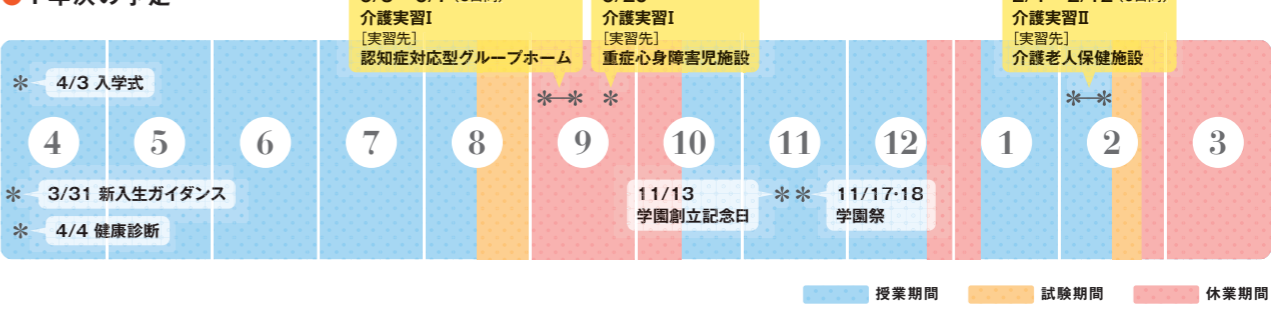 介護実習I
[実習先]
認知症対応型グループホーム
介護実習I
[実習先]
重症心身障害児施設
介護実習II
[実習先]
介護老人保健施設
4/3 入学式
4
5
6
7
8
9
10
11
12
1
2
3
3/31 新入生ガイダンス
4/4 健康診断
11/13
学園創立記念日
11/17·18
学園祭
授業期間
試験期間
休業期間